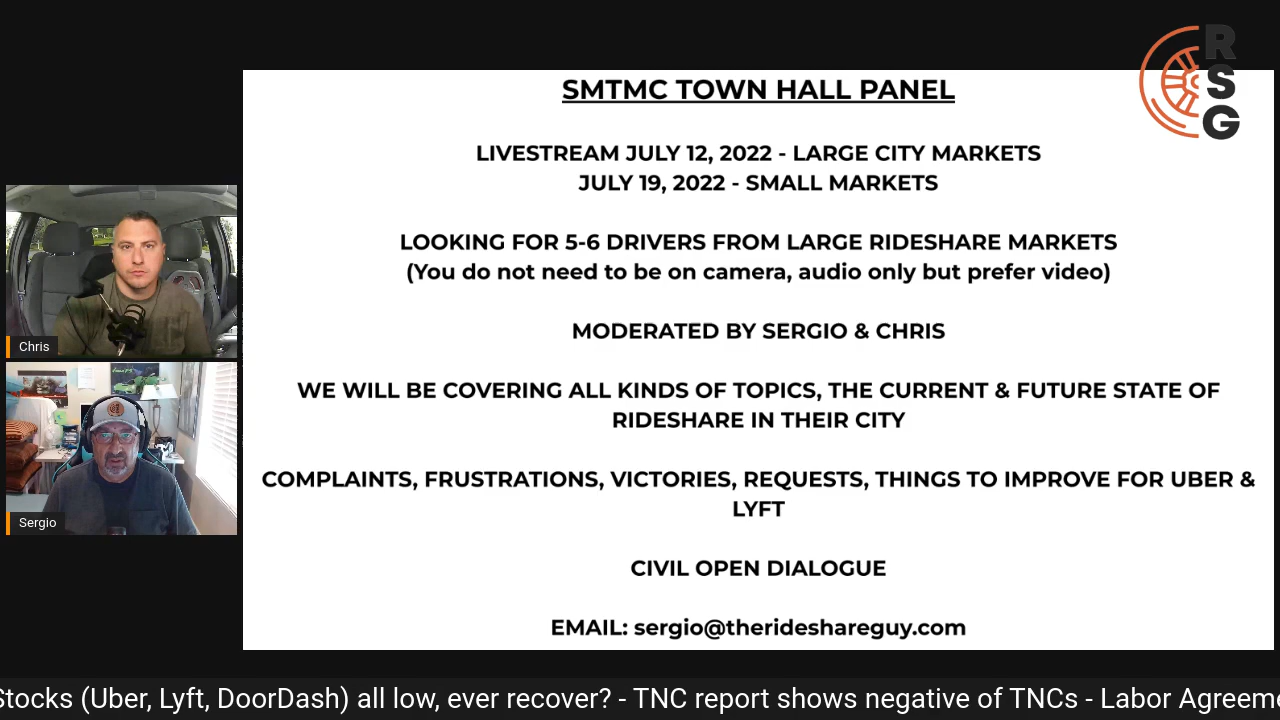 SMTMC TOWN HALL PANEL
LIVESTREAM JULY 12, 2022 - LARGE CITY MARKETS
JULY 19, 2022 - SMALL MARKETS
LOOKING FOR 5-6 DRIVERS FROM LARGE RIDESHARE MARKETS
(You do not need to be on camera, audio only but prefer video)
MODERATED BY SERGIO & CHRIS
WE WILL BE COVERING ALL KINDS OF TOPICS, THE CURRENT & FUTURE STATE OF
RIDESHARE IN THEIR CITY
COMPLAINTS, FRUSTRATIONS, VICTORIES, REQUESTS, THINGS TO IMPROVE FOR UBER &
LYFT
CIVIL OPEN DIALOGUE
EMAIL: sergio@therideshareguy.com
R
S
G
Chris
Sergio
Stocks (Uber, Lyft, DoorDash) all low, ever recover? - TNC report shows negative of TNCs - Labor Agreeme